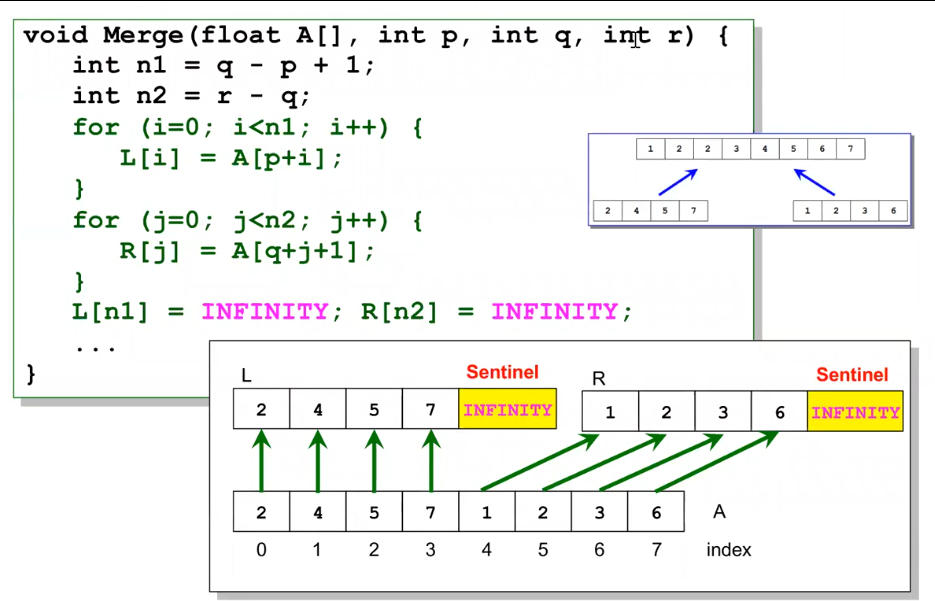 void Merge(float A[], int p, int q, int r) {
int n1 = q - p + 1;
int n2 = r - q;
for (i=0; i<n1; i++) {
L[i] = A[p+i];
}
for (j=0; j<n2; j++) {
R[j] = A[q+j+1];
}
L[n1] = INFINITY; R[n2] = INFINITY;
...
}
1 2 2 3 4 5 6 7
2 4 5 7
1 2 3 6
L
Sentinel
2 4 5 7 INFINITY
R
Sentinel
1 2 3 6 INFINITY
2 4 5 7 1 2 3 6 A
0 1 2 3 4 5 6 7 index